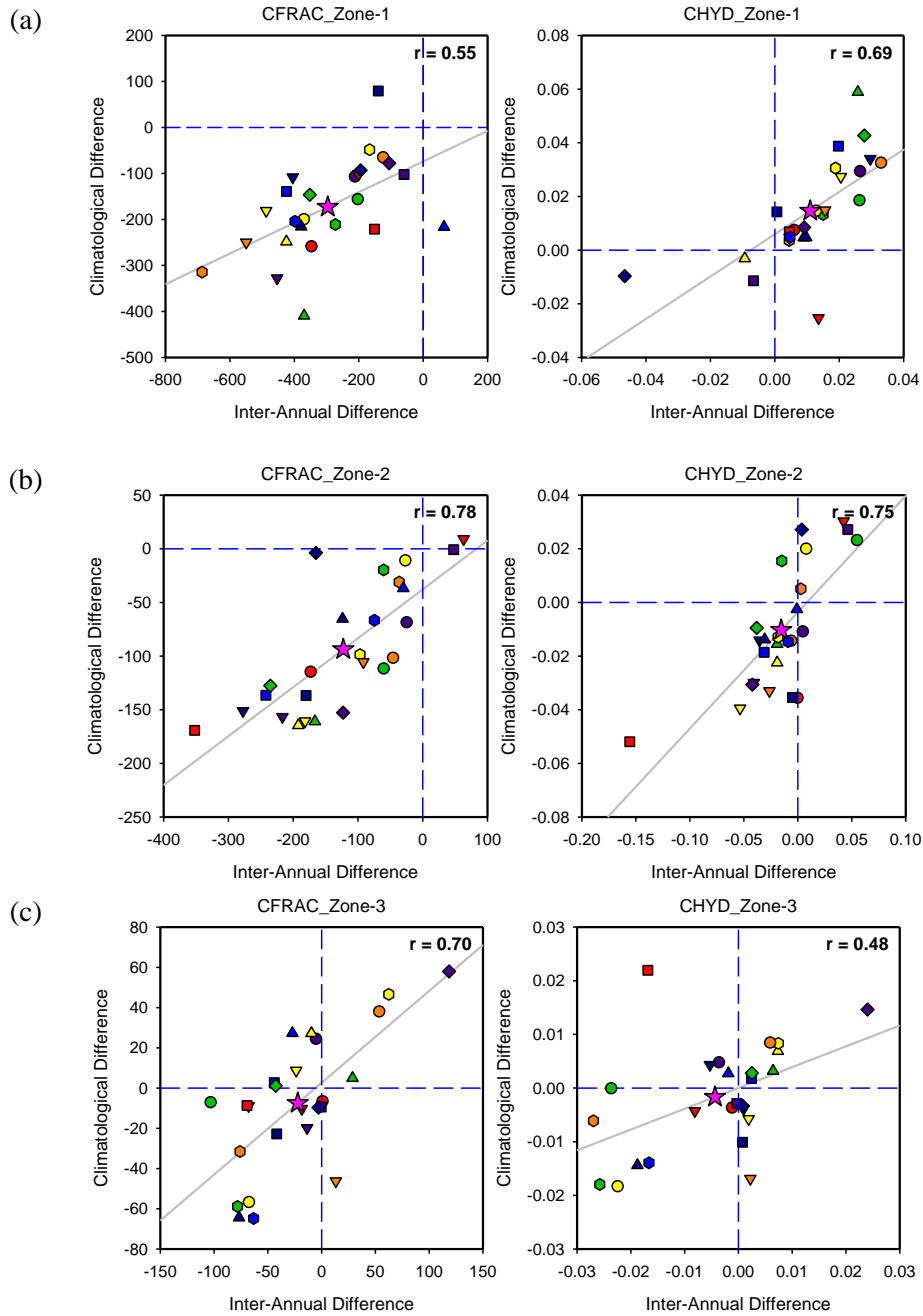 (a)
CFRAC_Zone-1
r = 0.55
Climatological Difference
200
100
0
-100
-200
-300
-400
-500
-800 -600 -400 -200 0 200
Inter-Annual Difference
CHYD_Zone-1
r = 0.69
Climatological Difference
0.08
0.06
0.04
0.02
0.00
-0.02
-0.04
-0.06 -0.04 -0.02 0.00 0.02 0.04
Inter-Annual Difference
(b)
CFRAC_Zone-2
r = 0.78
Climatological Difference
50
0
-50
-100
-150
-200
-250
-400 -300 -200 -100 0 100
Inter-Annual Difference
CHYD_Zone-2
r = 0.75
Climatological Difference
0.04
0.02
0.00
-0.02
-0.04
-0.06
-0.08
-0.20 -0.15 -0.10 -0.05 0.00 0.05 0.10
Inter-Annual Difference
(c)
CFRAC_Zone-3
r = 0.70
Climatological Difference
80
60
40
20
0
-20
-40
-60
-80
-150 -100 -50 0 50 100 150
Inter-Annual Difference
CHYD_Zone-3
r = 0.48
Climatological Difference
0.03
0.02
0.01
0.00
-0.01
-0.02
-0.03
-0.03 -0.02 -0.01 0.00 0.01 0.02 0.03
Inter-Annual Difference